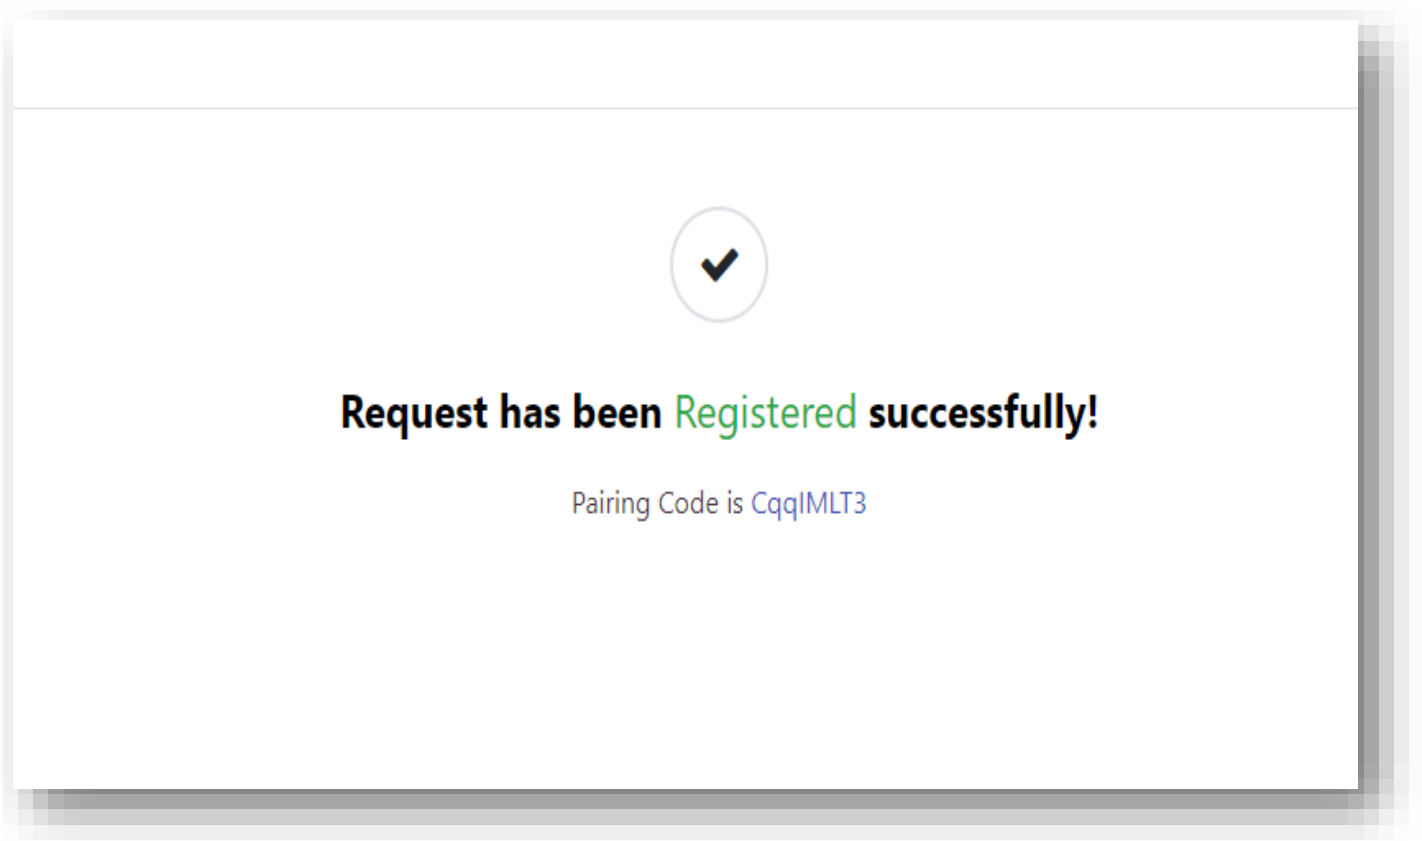 Request has been Registered successfully!
Pairing Code is CqqIMLT3